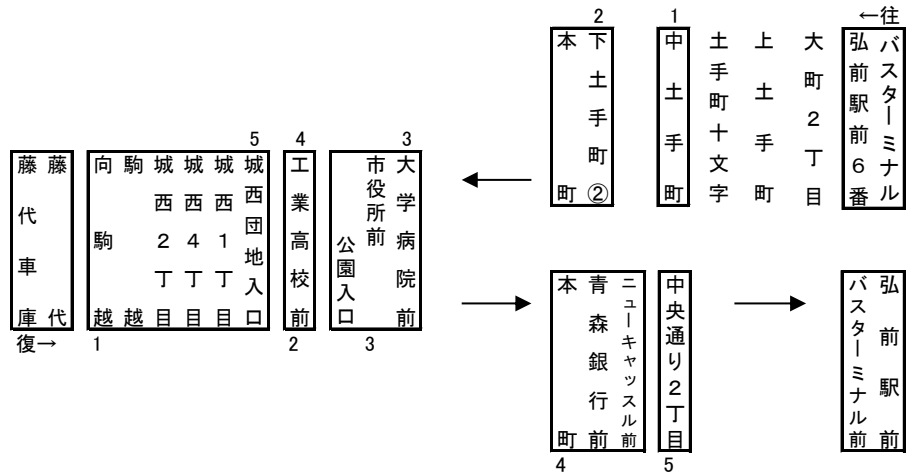 ←往
バスターミナル
弘前駅前6番
大町2丁目
上土手町
土手町十文字
1
中土手町
2
下土手町②
本町
3
大学病院前
市役所前
公園入口
4
工業高校前
5
城西団地入口
城西1丁目
城西4丁目
城西2丁目
駒越
向駒越
藤代
藤代車庫
復→
1
2
3
本町
青森銀行前
ニューキャッスル前
4
中央通り2丁目
5
バスターミナル前
弘前駅前